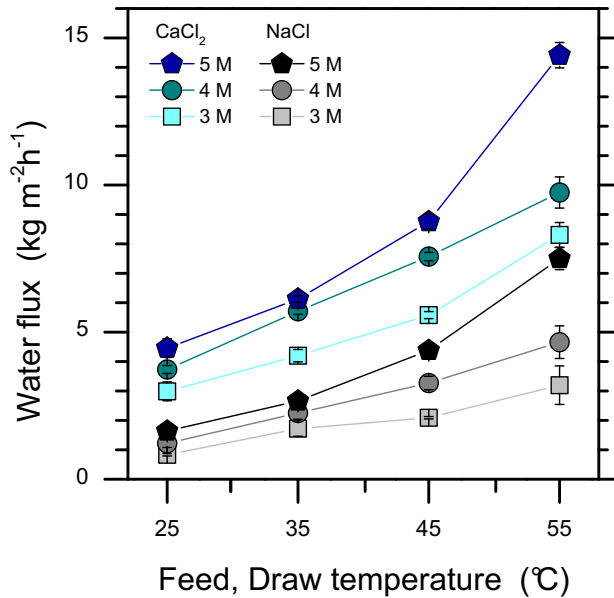 15
10
5
0
Water flux (kg m⁻²h⁻¹)
CaCl₂ NaCl
5 M 5 M
4 M 4 M
3 M 3 M
25 35 45 55
Feed, Draw temperature (°C)